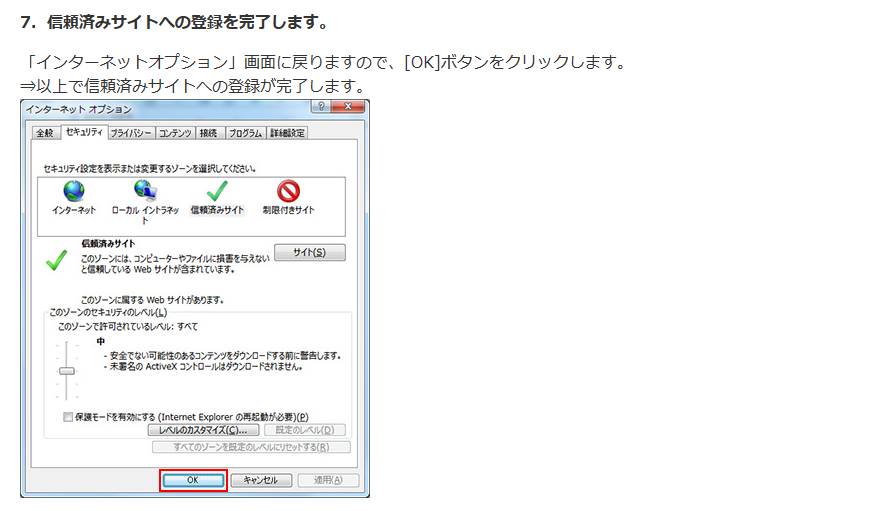 7. 信頼済みサイトへの登録を完了します。
「インターネットオプション」画面に戻りますので、[OK]ボタンをクリックします。
⇒以上で信頼済みサイトへの登録が完了します。
インターネット オプション
全般 セキュリティ プライバシー コンテンツ 接続 プログラム 詳細設定
セキュリティ設定を表示または変更するゾーンを選択してください。
インターネット ローカル イントラネッ 信頼済みサイト 制限付きサイト
ト
信頼済みサイト
サイト(S)
このゾーンには、コンピューターやファイルに損害を与えない
と信頼している Web サイトが含まれています。
このゾーンに属する Web サイトがあります。
このゾーンのセキュリティのレベル(L)
このゾーンで許可されているレベル: すべて
中
- 安全でない可能性のあるコンテンツをダウンロードする前に警告します。
- 未署名の ActiveX コントロールはダウンロードされません。
保護モードを有効にする (Internet Explorer の再起動が必要)(P)
レベルのカスタマイズ(C)... 既定のレベル(D)
すべてのゾーンを既定のレベルにリセットする(R)
OK キャンセル 適用(A)